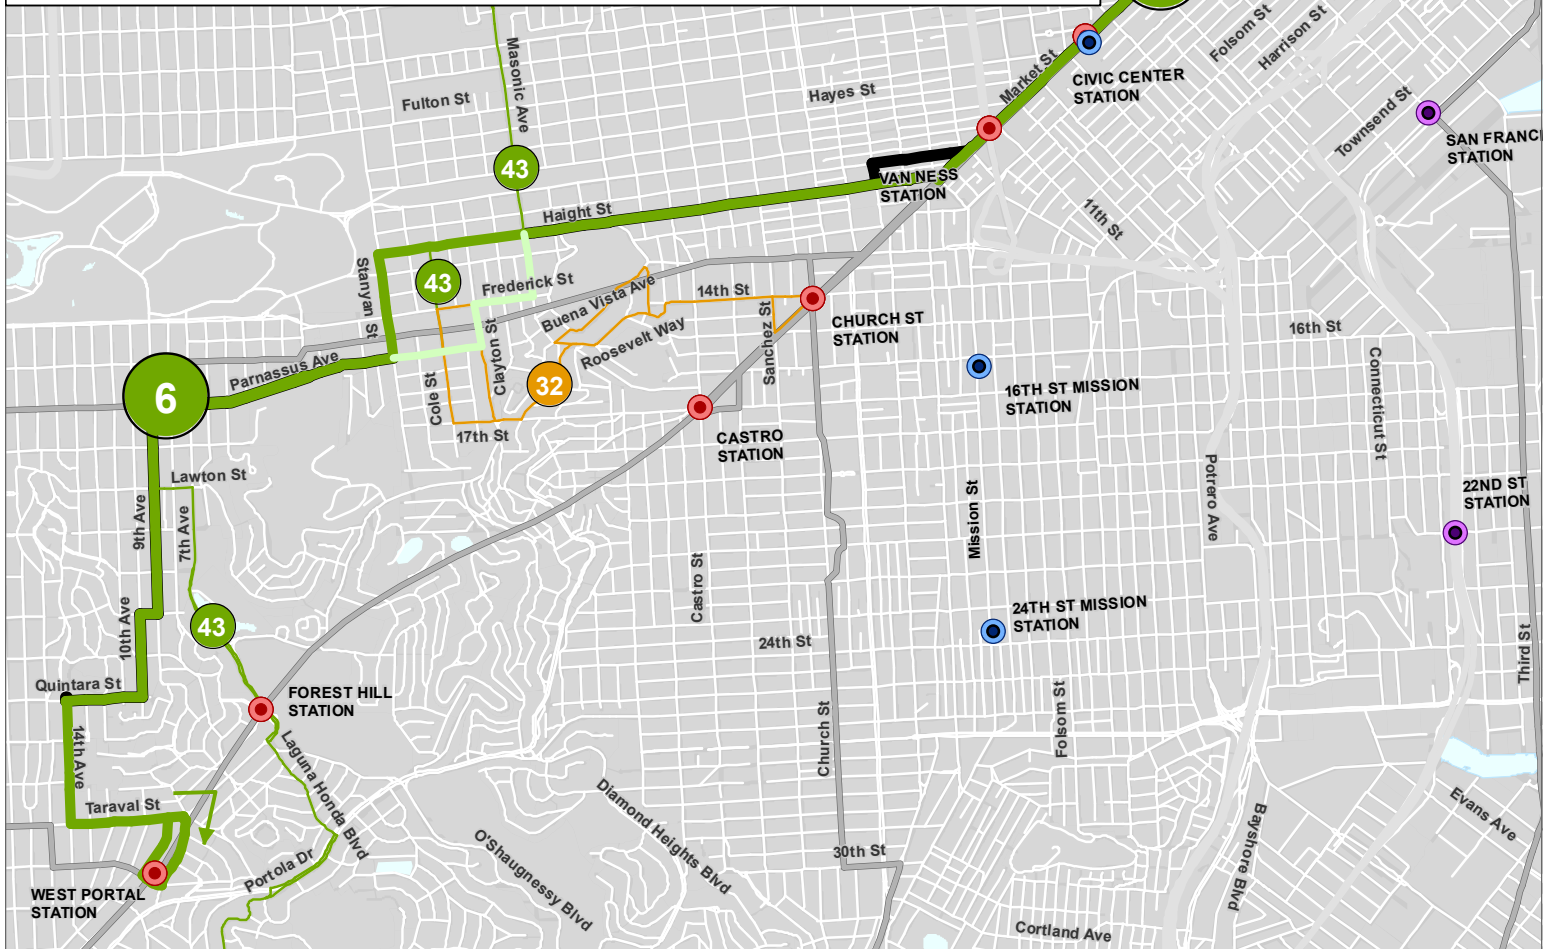 Folsom St
Harrison St
Masonic Ave
Market St
CIVIC CENTER
STATION
Fulton St
Hayes St
Townsend St
SAN FRANCI
STATION
43
VAN NESS
STATION
Haight St
11th St
Stanyan St
43
Frederick St
Buena Vista Ave
14th St
Sanchez St
CHURCH ST
STATION
16th St
Roosevelt Way
Clayton St
Parnassus Ave
Cole St
32
6
16TH ST MISSION
STATION
Connecticut St
17th St
CASTRO
STATION
Lawton St
9th Ave
7th Ave
Mission St
Potrero Ave
22ND ST
STATION
Castro St
10th Ave
43
24TH ST MISSION
STATION
24th St
Third St
Quintara St
FOREST HILL
STATION
14th Ave
Laguna Honda Blvd
Church St
Folsom St
Taraval St
Diamond Heights Blvd
O'Shaugnessy Blvd
Portola Dr
30th St
Bayshore Blvd
Evans Ave
WEST PORTAL
STATION
Cortland Ave